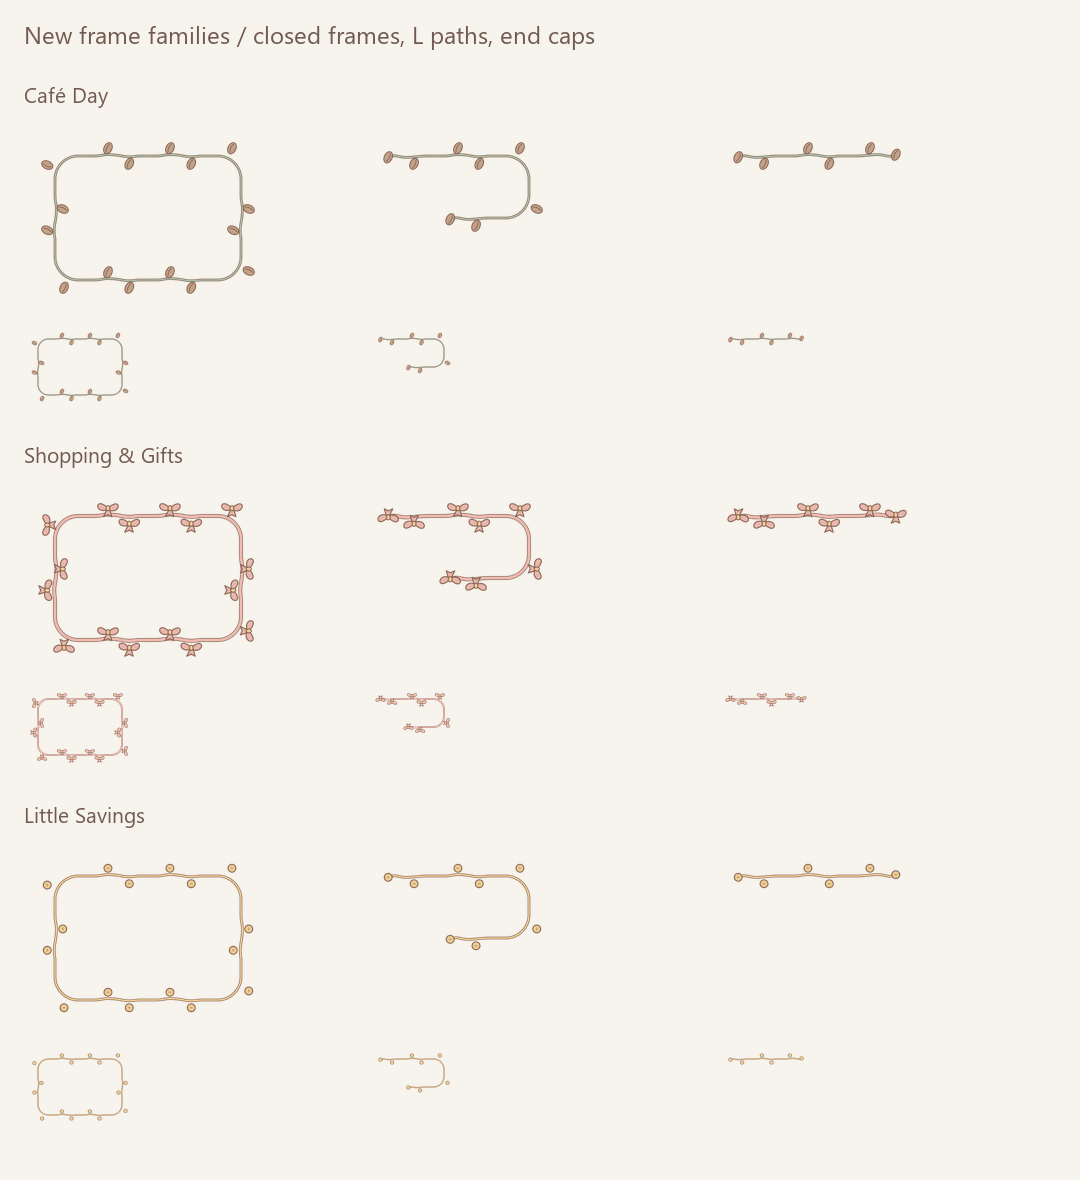 New frame families / closed frames, L paths, end caps
Café Day
Shopping & Gifts
Little Savings